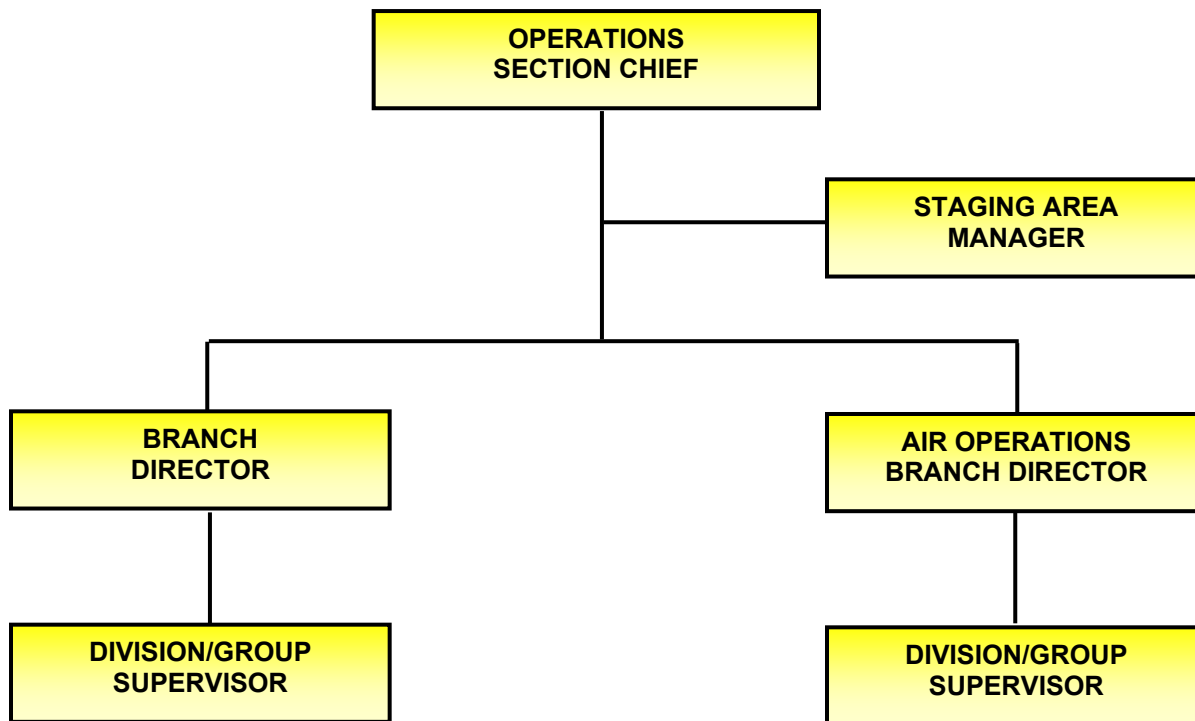 OPERATIONS
SECTION CHIEF
STAGING AREA
MANAGER
BRANCH
DIRECTOR
AIR OPERATIONS
BRANCH DIRECTOR
DIVISION/GROUP
SUPERVISOR
DIVISION/GROUP
SUPERVISOR